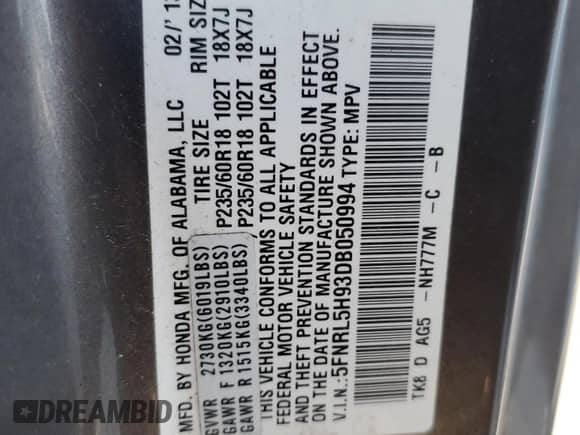 MFD. BY HONDA MFG. OF ALABAMA, LLC 02/'13
TIRE SIZE RIM SIZ
GVWR 2730KG(6019LBS)
GAWR F 1320KG(2910LBS) P235/60R18 102T 18X7J
GAWR R 1515KG(3340LBS) P235/60R18 102T 18X7J
THIS VEHICLE CONFORMS TO ALL APPLICABLE
FEDERAL MOTOR VEHICLE SAFETY
AND THEFT PREVENTION STANDARDS IN EFFECT
ON THE DATE OF MANUFACTURE SHOWN ABOVE.
V.I.N.:5FNRL5H93DB050994 TYPE: MPV
TK8 D AG5 -NH777M -C -B
© DREAMBID